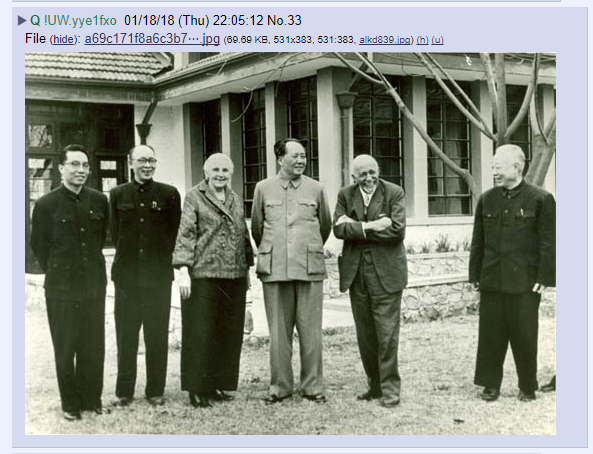 ▶ Q !UW.yye1fxo 01/18/18 (Thu) 22:05:12 No.33
File (hide): a69c171f8a6c3b7⋯.jpg (69.69 KB, 531x383, 531:383, alkd839.jpg) (h) (u)